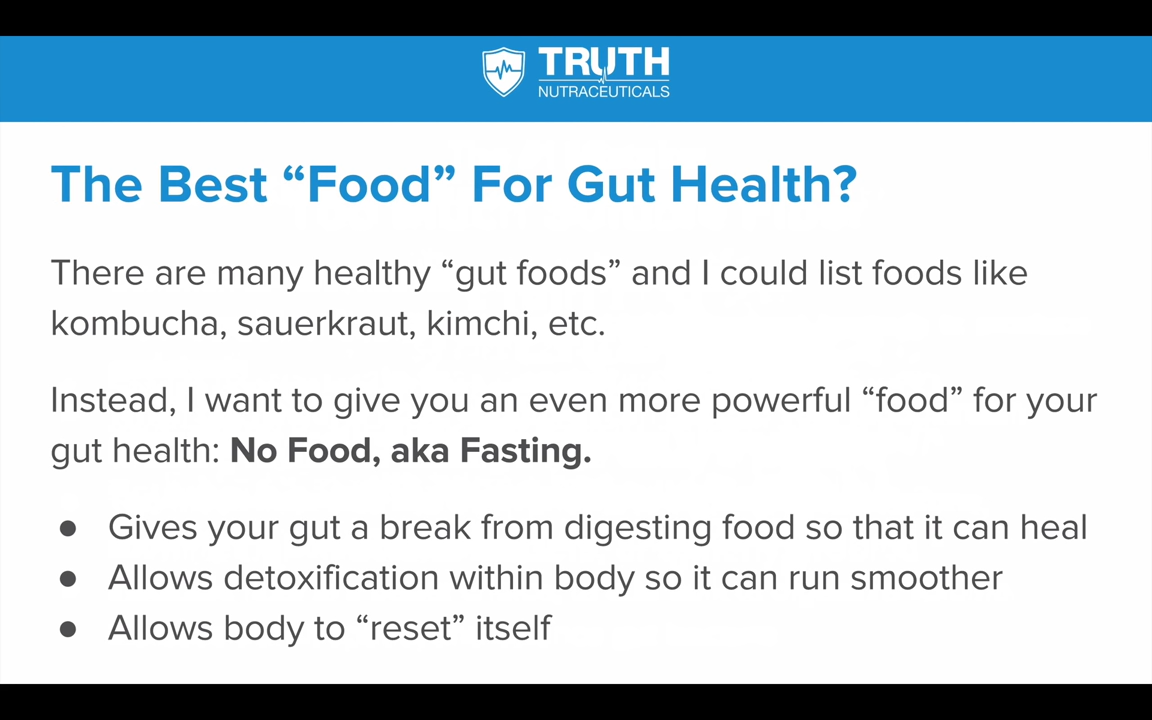 TRUTH
NUTRACEUTICALS
The Best “Food” For Gut Health?
There are many healthy “gut foods” and I could list foods like
kombucha, sauerkraut, kimchi, etc.
Instead, I want to give you an even more powerful “food” for your
gut health: No Food, aka Fasting.
● Gives your gut a break from digesting food so that it can heal
● Allows detoxification within body so it can run smoother
● Allows body to “reset” itself